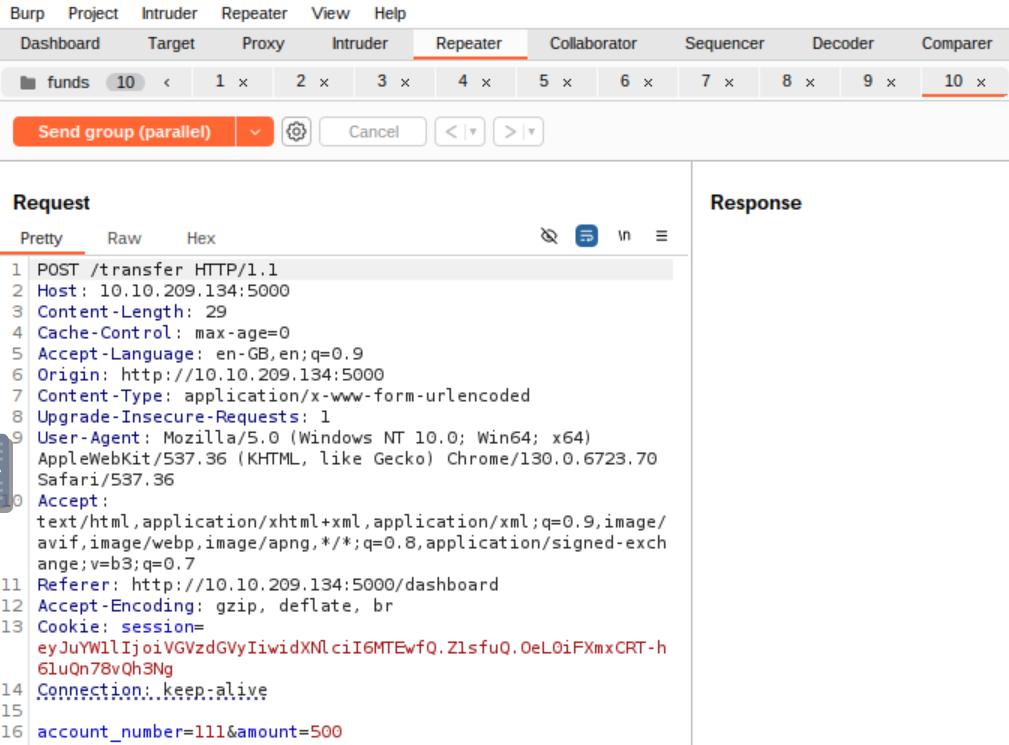 Burp Project Intruder Repeater View Help
Dashboard Target Proxy Intruder Repeater Collaborator Sequencer Decoder Comparer
funds 10 < 1 × 2 × 3 × 4 × 5 × 6 × 7 × 8 × 9 × 10 ×
Send group (parallel) Cancel < >
Request
Response
Pretty Raw Hex \n
1 POST /transfer HTTP/1.1
2 Host: 10.10.209.134:5000
3 Content-Length: 29
4 Cache-Control: max-age=0
5 Accept-Language: en-GB,en;q=0.9
6 Origin: http://10.10.209.134:5000
7 Content-Type: application/x-www-form-urlencoded
8 Upgrade-Insecure-Requests: 1
9 User-Agent: Mozilla/5.0 (Windows NT 10.0; Win64; x64)
AppleWebKit/537.36 (KHTML, like Gecko) Chrome/130.0.6723.70
Safari/537.36
10 Accept:
text/html,application/xhtml+xml,application/xml;q=0.9,image/
avif,image/webp,image/apng,*/*;q=0.8,application/signed-exch
ange;v=b3;q=0.7
11 Referer: http://10.10.209.134:5000/dashboard
12 Accept-Encoding: gzip, deflate, br
13 Cookie: session=
eyJuYW1lIjoiVGVzdGVyIiwidXNlciI6MTEwfQ.Z1sfuQ.OeL0iFXmxCRT-h
61uQn78vQh3Ng
14 Connection: keep-alive
15
16 account_number=111&amount=500